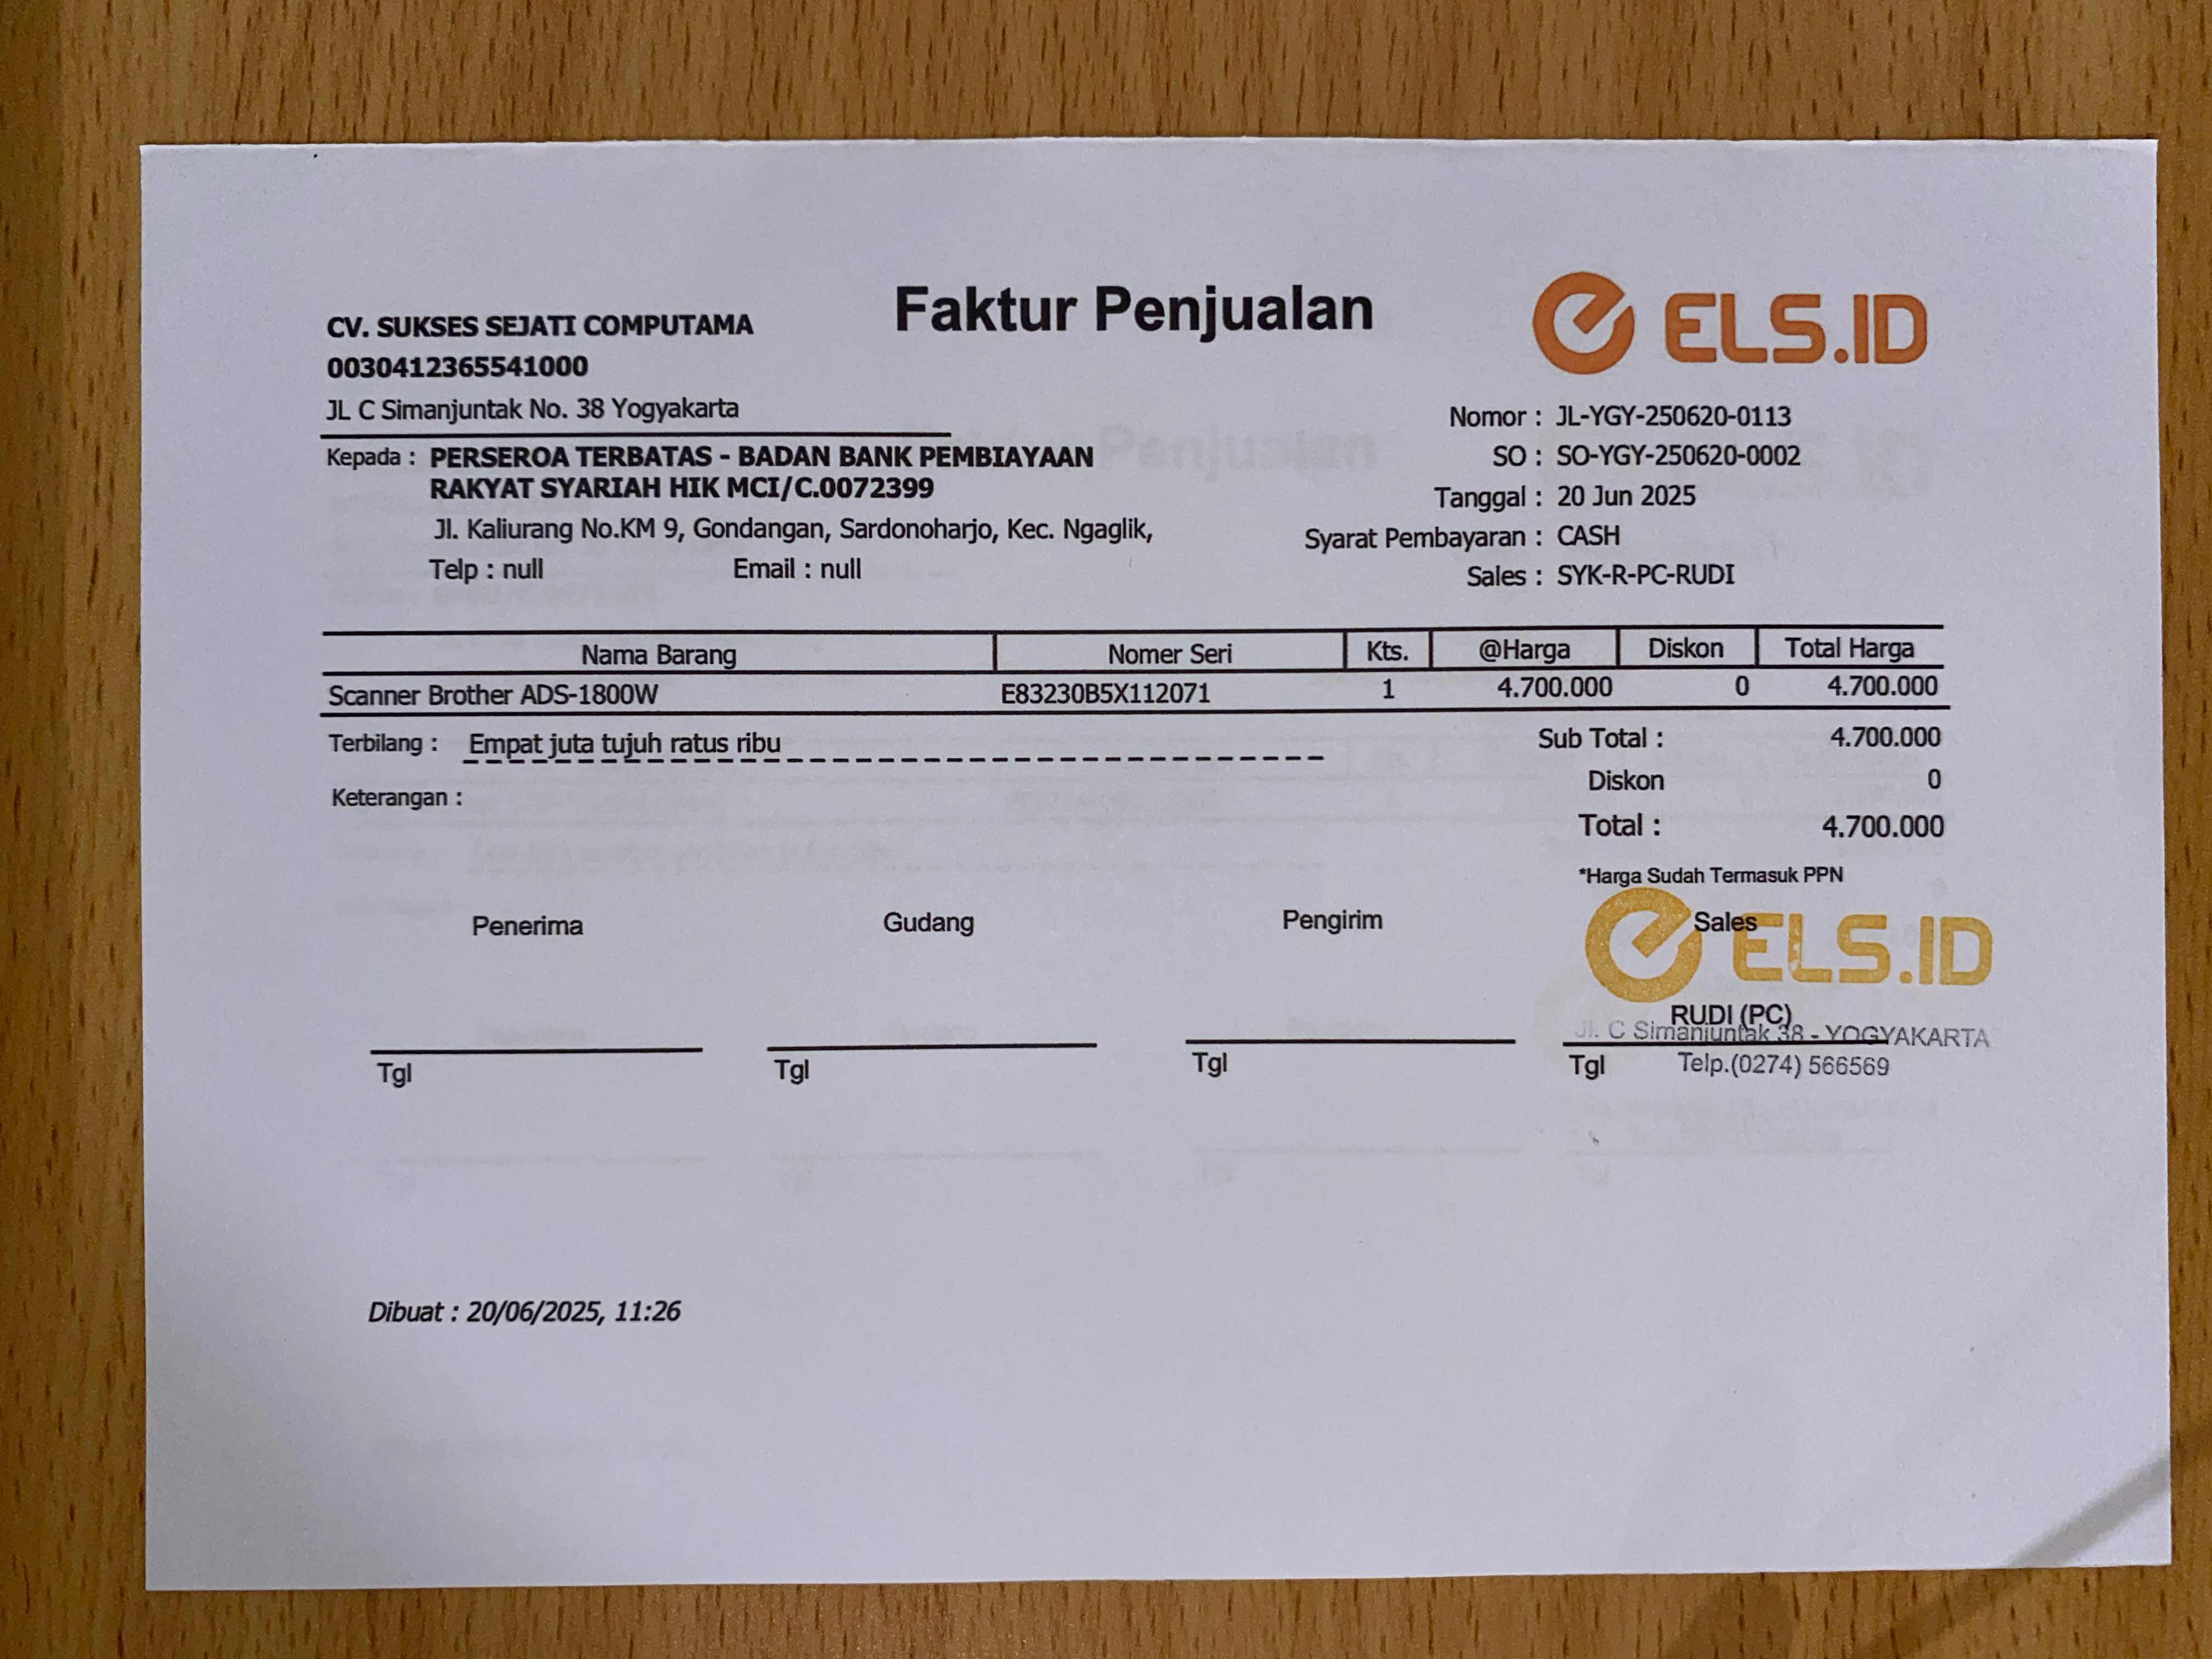 CV. SUKSES SEJATI COMPUTAMA
0030412365541000
JL C Simanjuntak No. 38 Yogyakarta
Faktur Penjualan
ELS.ID
Kepada : PERSEROA TERBATAS - BADAN BANK PEMBIAYAAN
RAKYAT SYARIAH HIK MCI/C.0072399
Jl. Kaliurang No.KM 9, Gondangan, Sardonoharjo, Kec. Ngaglik,
Telp : null Email : null
Nomor : JL-YGY-250620-0113
SO : SO-YGY-250620-0002
Tanggal : 20 Jun 2025
Syarat Pembayaran : CASH
Sales : SYK-R-PC-RUDI
Nama Barang Nomer Seri Kts. @Harga Diskon Total Harga
Scanner Brother ADS-1800W E83230B5X112071 1 4.700.000 0 4.700.000
Terbilang : Empat juta tujuh ratus ribu
Keterangan :
Sub Total : 4.700.000
Diskon 0
Total : 4.700.000
*Harga Sudah Termasuk PPN
Penerima Gudang Pengirim Sales
ELS.ID
RUDI (PC)
Jl. C Simanjuntak 38 - YOGYAKARTA
Telp.(0274) 566569
Tgl Tgl Tgl Tgl
Dibuat : 20/06/2025, 11:26